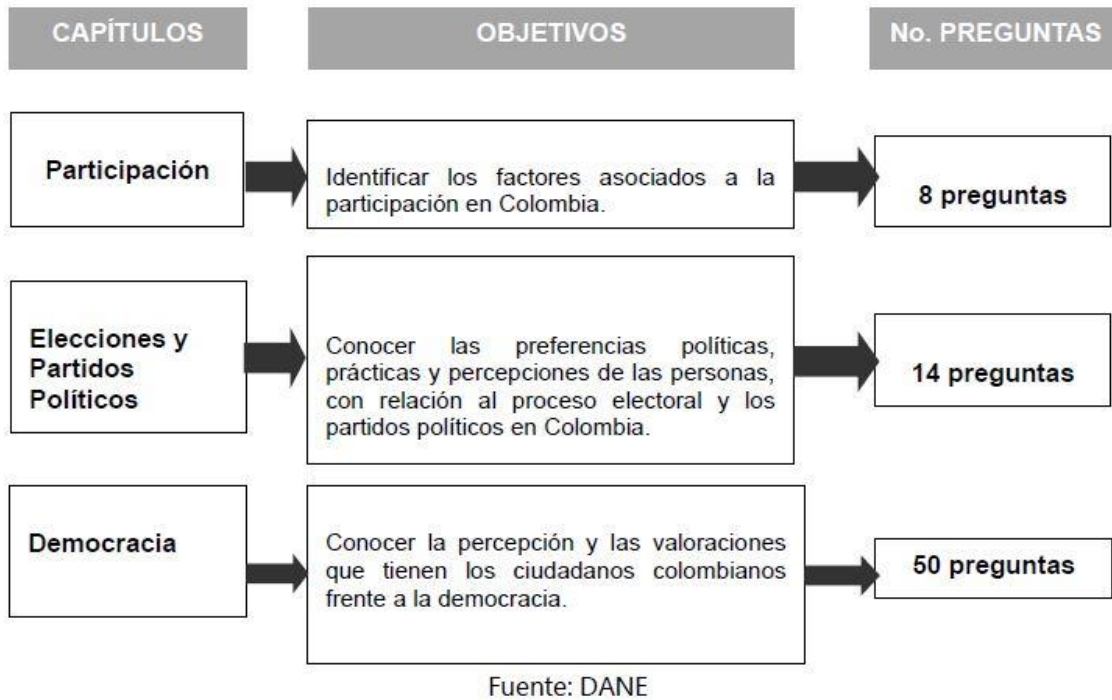 CAPÍTULOS
OBJETIVOS
No. PREGUNTAS
Participación
Identificar los factores asociados a la
participación en Colombia.
8 preguntas
Elecciones y
Partidos
Políticos
Conocer las preferencias políticas,
prácticas y percepciones de las personas,
con relación al proceso electoral y los
partidos políticos en Colombia.
14 preguntas
Democracia
Conocer la percepción y las valoraciones
que tienen los ciudadanos colombianos
frente a la democracia.
50 preguntas
Fuente: DANE